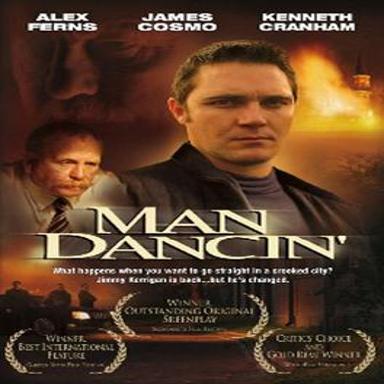 ALEX JAMES KENNETH
FERNS COSMO CRANHAM
MAN
DANCIN'
What happens when you want to go straight in a crooked city?
Jimmy Kerrigan is back...but he's changed.
WINNER
OUTSTANDING ORIGINAL
SREENPLAY
WINNER
BEST INTERNATIONAL
FEATURE
CRITICS CHOICE
AND
GOLD REMI WINNER